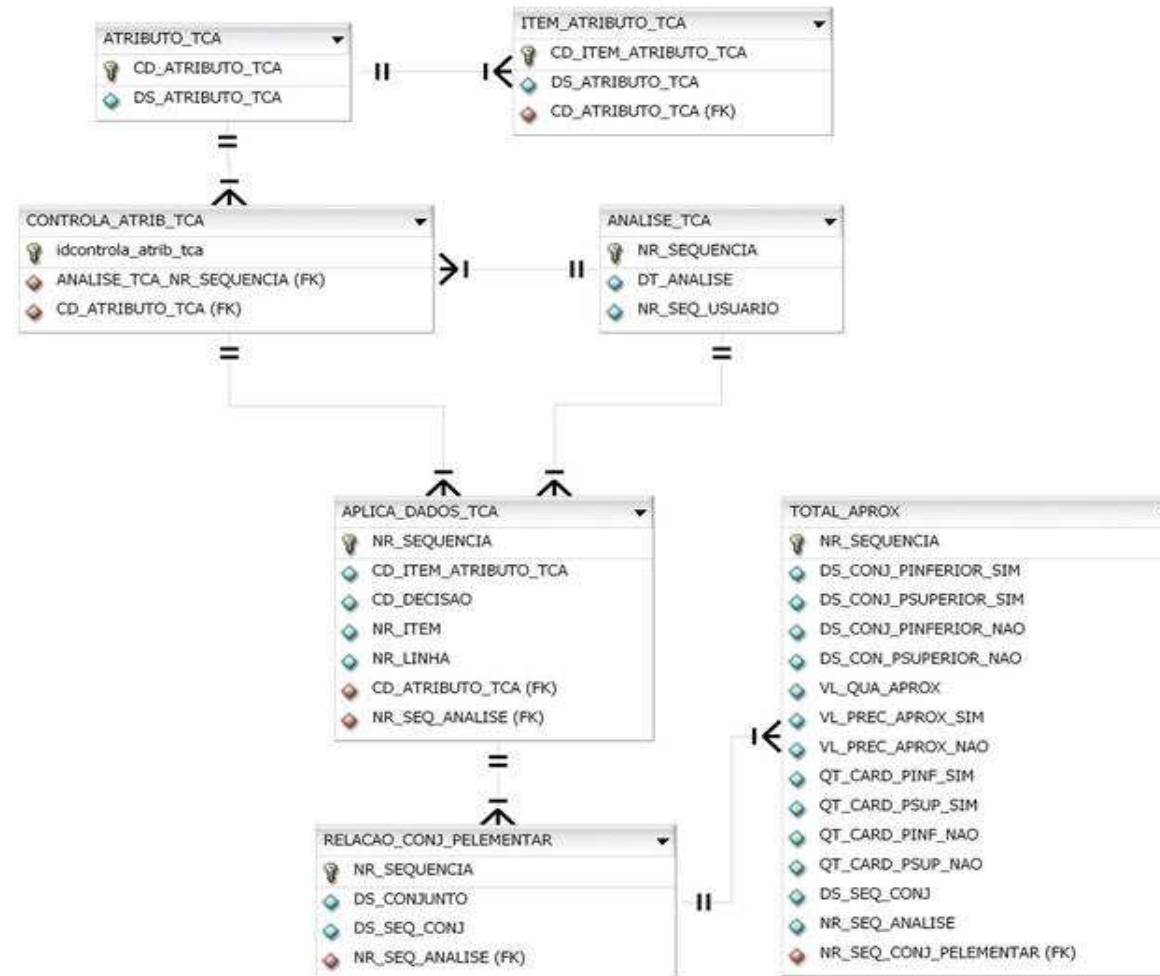 ATRIBUTO_TCA
CD_ATRIBUTO_TCA
DS_ATRIBUTO_TCA
ITEM_ATRIBUTO_TCA
CD_ITEM_ATRIBUTO_TCA
DS_ATRIBUTO_TCA
CD_ATRIBUTO_TCA (FK)
CONTROLA_ATRIB_TCA
idcontrola_atrib_tca
ANALISE_TCA_NR_SEQUENCIA (FK)
CD_ATRIBUTO_TCA (FK)
ANALISE_TCA
NR_SEQUENCIA
DT_ANALISE
NR_SEQ_USUARIO
APLICA_DADOS_TCA
NR_SEQUENCIA
CD_ITEM_ATRIBUTO_TCA
CD_DECISAO
NR_ITEM
NR_LINHA
CD_ATRIBUTO_TCA (FK)
NR_SEQ_ANALISE (FK)
TOTAL_APROX
NR_SEQUENCIA
DS_CONJ_PINFERIOR_SIM
DS_CONJ_PSUPERIOR_SIM
DS_CONJ_PINFERIOR_NAO
DS_CON_PSUPERIOR_NAO
VL_QUA_APROX
VL_PREC_APROX_SIM
VL_PREC_APROX_NAO
QT_CARD_PINF_SIM
QT_CARD_PSUP_SIM
QT_CARD_PINF_NAO
QT_CARD_PSUP_NAO
DS_SEQ_CONJ
NR_SEQ_ANALISE
NR_SEQ_CONJ_PELEMENTAR (FK)
RELACAO_CONJ_PELEMENTAR
NR_SEQUENCIA
DS_CONJUNTO
DS_SEQ_CONJ
NR_SEQ_ANALISE (FK)